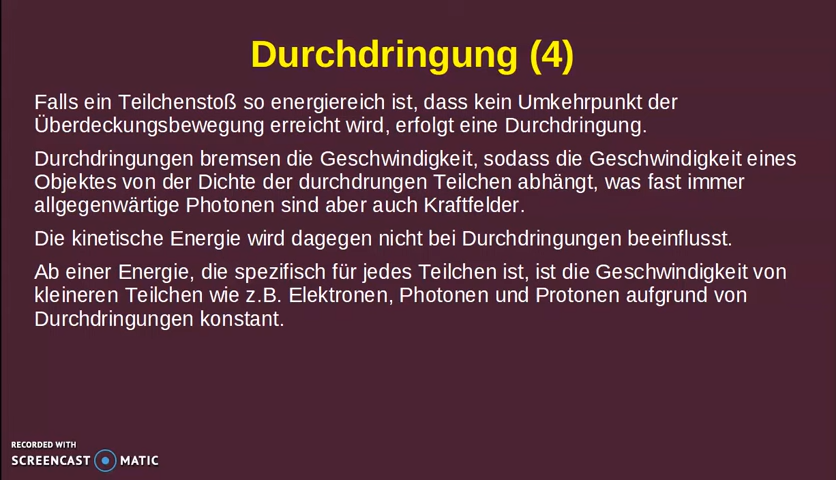 Durchdringung (4)
Falls ein Teilchenstoß so energiereich ist, dass kein Umkehrpunkt der
Überdeckungsbewegung erreicht wird, erfolgt eine Durchdringung.
Durchdringungen bremsen die Geschwindigkeit, sodass die Geschwindigkeit eines
Objektes von der Dichte der durchdrungen Teilchen abhängt, was fast immer
allgegenwärtige Photonen sind aber auch Kraftfelder.
Die kinetische Energie wird dagegen nicht bei Durchdringungen beeinflusst.
Ab einer Energie, die spezifisch für jedes Teilchen ist, ist die Geschwindigkeit von
kleineren Teilchen wie z.B. Elektronen, Photonen und Protonen aufgrund von
Durchdringungen konstant.
RECORDED WITH
SCREENCAST MATIC